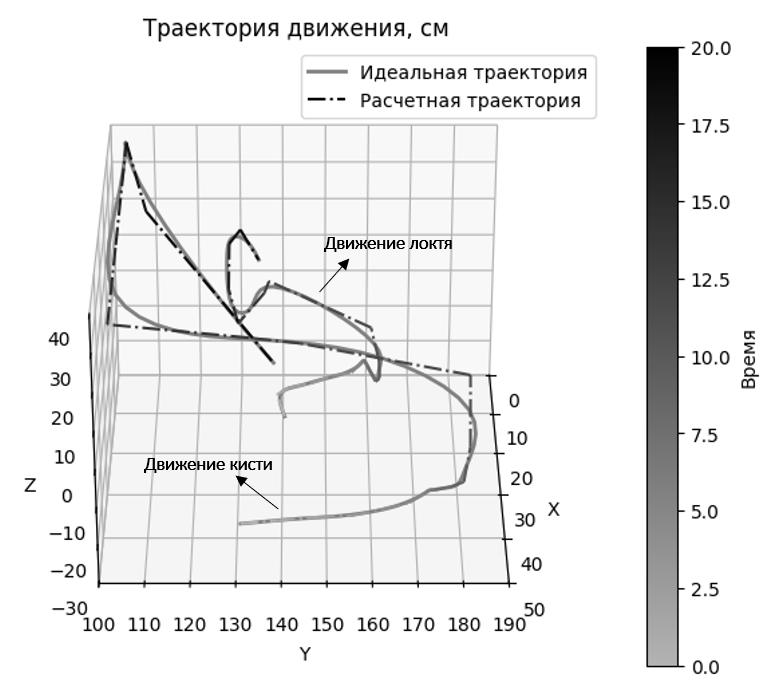 Траектория движения, см
Идеальная траектория
Расчетная траектория
Движение локтя
Движение кисти
40
30
20
10
0
−10
−20
−30
Z
100 110 120 130 140 150 160 170 180 190
Y
0
10
20
30
40
50
X
20.0
17.5
15.0
12.5
10.0
7.5
5.0
2.5
0.0
Время